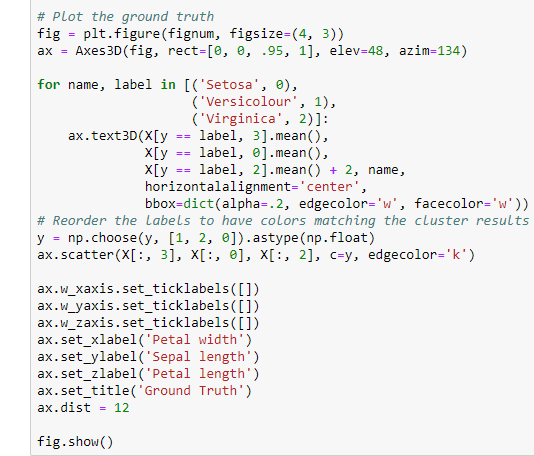 # Plot the ground truth
fig = plt.figure(fignum, figsize=(4, 3))
ax = Axes3D(fig, rect=[0, 0, .95, 1], elev=48, azim=134)

for name, label in [('Setosa', 0),
                    ('Versicolour', 1),
                    ('Virginica', 2)]:
    ax.text3D(X[y == label, 3].mean(),
              X[y == label, 0].mean(),
              X[y == label, 2].mean() + 2, name,
              horizontalalignment='center',
              bbox=dict(alpha=.2, edgecolor='w', facecolor='w'))
# Reorder the labels to have colors matching the cluster results
y = np.choose(y, [1, 2, 0]).astype(np.float)
ax.scatter(X[:, 3], X[:, 0], X[:, 2], c=y, edgecolor='k')

ax.w_xaxis.set_ticklabels([])
ax.w_yaxis.set_ticklabels([])
ax.w_zaxis.set_ticklabels([])
ax.set_xlabel('Petal width')
ax.set_ylabel('Sepal length')
ax.set_zlabel('Petal length')
ax.set_title('Ground Truth')
ax.dist = 12

fig.show()